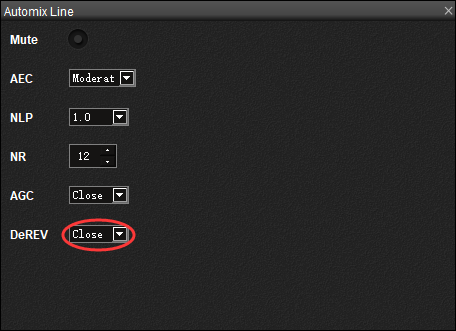 Automix Line
Mute
AEC Moderat
NLP 1.0
NR 12
AGC Close
DeREV Close